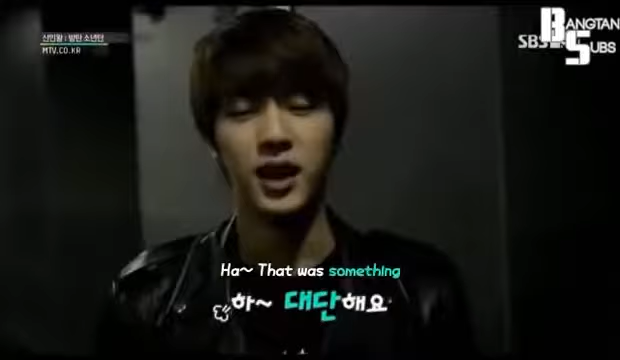 신인왕 : 방탄 소년단
MTV.CO.KR
SBS
BANGTAN
SUBS
Ha~ That was something
하~ 대단해요